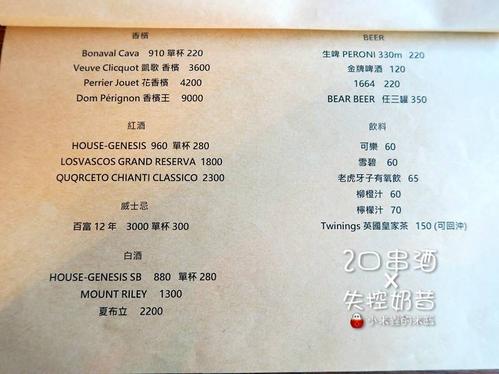 香檳
Bonaval Cava 910 單杯 220
Veuve Clicquot 凱歌 香檳 3600
Perrier Jouet 花香檳 4200
Dom Pérignon 香檳王 9000
紅酒
HOUSE-GENESIS 960 單杯 280
LOSVASCOS GRAND RESERVA 1800
QUQRCETO CHIANTI CLASSICO 2300
威士忌
百富 12 年 3000 單杯 300
白酒
HOUSE-GENESIS SB 880 單杯 280
MOUNT RILEY 1300
夏布立 2200
BEER
生啤 PERONI 330m 220
金牌啤酒 120
1664 220
BEAR BEER 任三罐 350
飲料
可樂 60
雪碧 60
老虎牙子有氧飲 65
柳橙汁 60
檸檬汁 70
Twinings 英國皇家茶 150 (可回沖)
2口串酒
x
失控奶昔
小米蟲的米缸